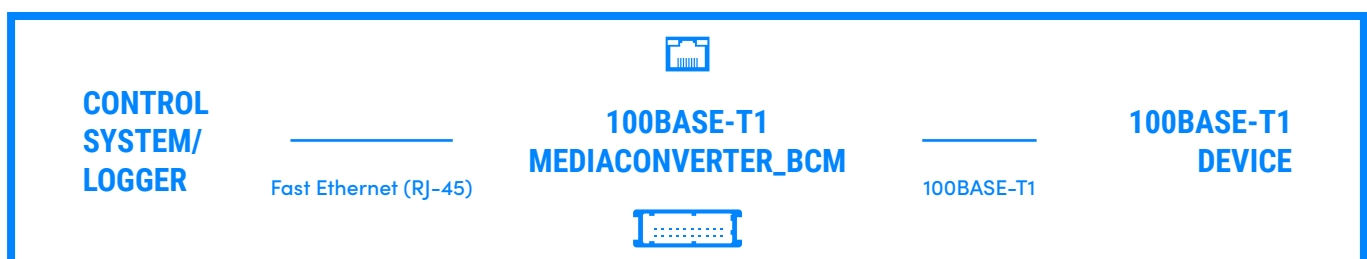 CONTROL
SYSTEM/
LOGGER
Fast Ethernet (RJ-45)
100BASE-T1
MEDIACONVERTER_BCM
100BASE-T1
100BASE-T1
DEVICE